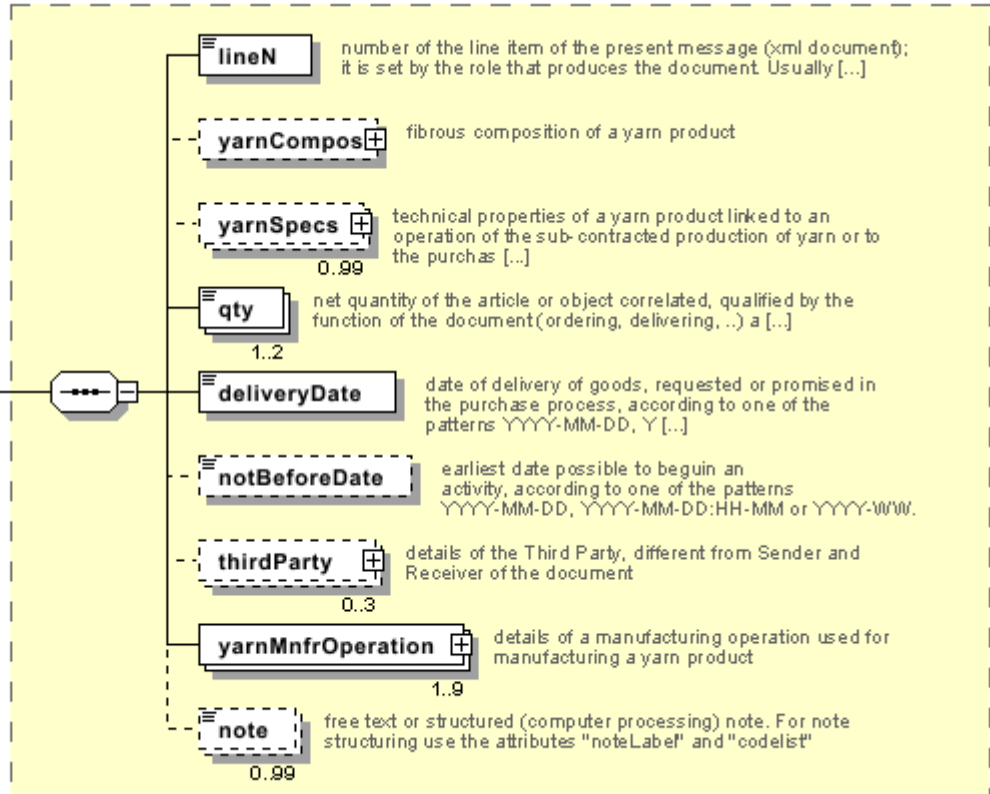 lineN
number of the line item of the present message (xml document);
it is set by the role that produces the document. Usually [...]
yarnCompos
fibrous composition of a yarn product
yarnSpecs
technical properties of a yarn product linked to an
operation of the sub-contracted production of yarn or to
the purchas [...]
0..99
qty
net quantity of the article or object correlated, qualified by the
function of the document (ordering, delivering, ..) a [...]
1..2
deliveryDate
date of delivery of goods, requested or promised in
the purchase process, according to one of the
patterns YYYY-MM-DD, Y [...]
notBeforeDate
earliest date possible to beguin an
activity, according to one of the patterns
YYYY-MM-DD, YYYY-MM-DD:HH-MM or YYYY-WW.
thirdParty
details of the Third Party, different from Sender and
Receiver of the document
0..3
yarnMnfrOperation
details of a manufacturing operation used for
manufacturing a yarn product
1..9
note
free text or structured (computer processing) note. For note
structuring use the attributes "noteLabel" and "codelist"
0..99